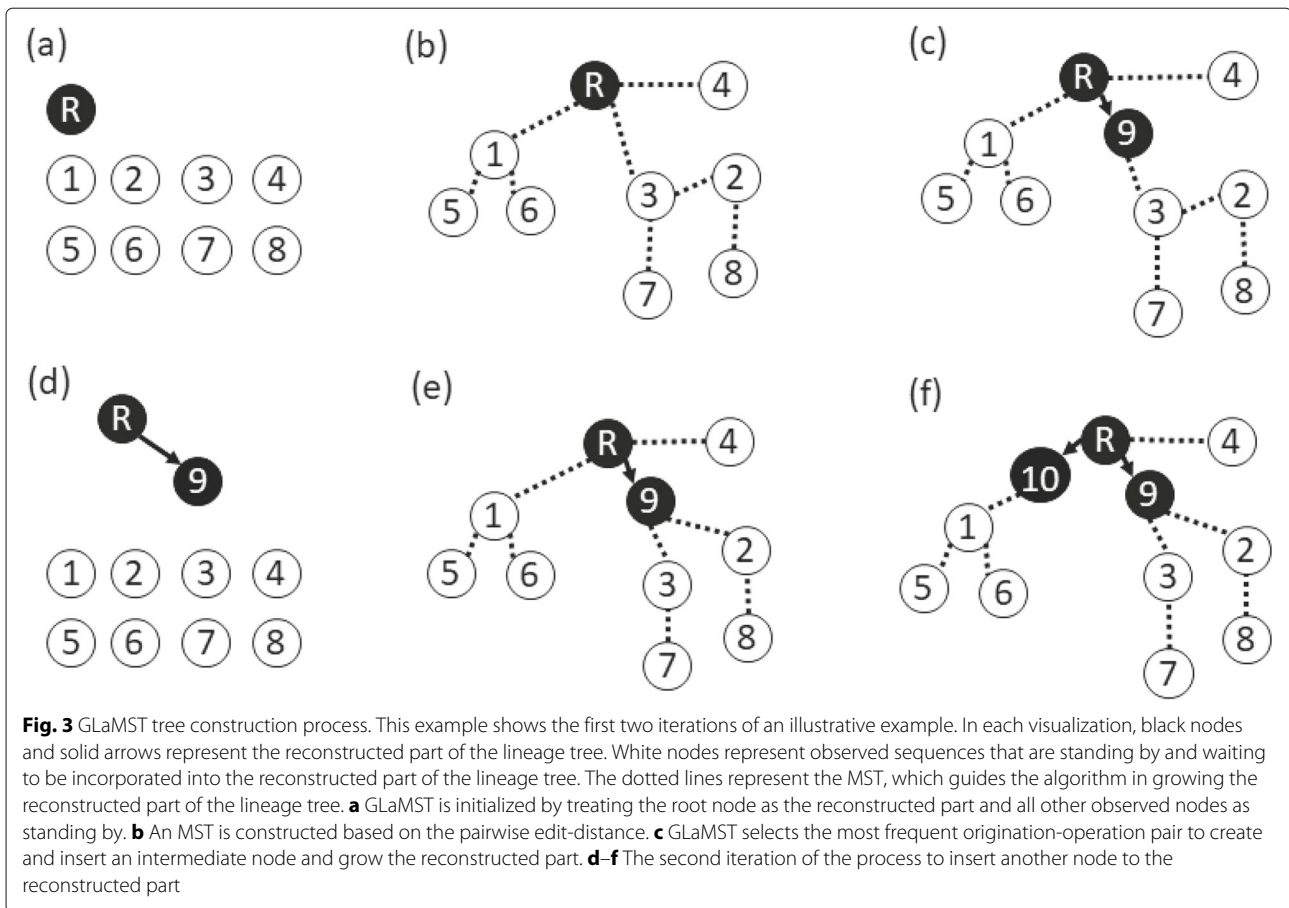 (a)
R
1 2 3 4
5 6 7 8
(b)
R
4
1
3
2
5
6
7
8
(c)
R
4
9
1
3
2
5
6
7
8
(d)
R
9
1 2 3 4
5 6 7 8
(e)
R
4
9
1
2
3
5
6
7
8
(f)
R
4
10
9
1
2
3
5
6
7
8
Fig. 3 GLaMST tree construction process. This example shows the first two iterations of an illustrative example. In each visualization, black nodes
and solid arrows represent the reconstructed part of the lineage tree. White nodes represent observed sequences that are standing by and waiting
to be incorporated into the reconstructed part of the lineage tree. The dotted lines represent the MST, which guides the algorithm in growing the
reconstructed part of the lineage tree. a GLaMST is initialized by treating the root node as the reconstructed part and all other observed nodes as
standing by. b An MST is constructed based on the pairwise edit-distance. c GLaMST selects the most frequent origination-operation pair to create
and insert an intermediate node and grow the reconstructed part. d–f The second iteration of the process to insert another node to the
reconstructed part